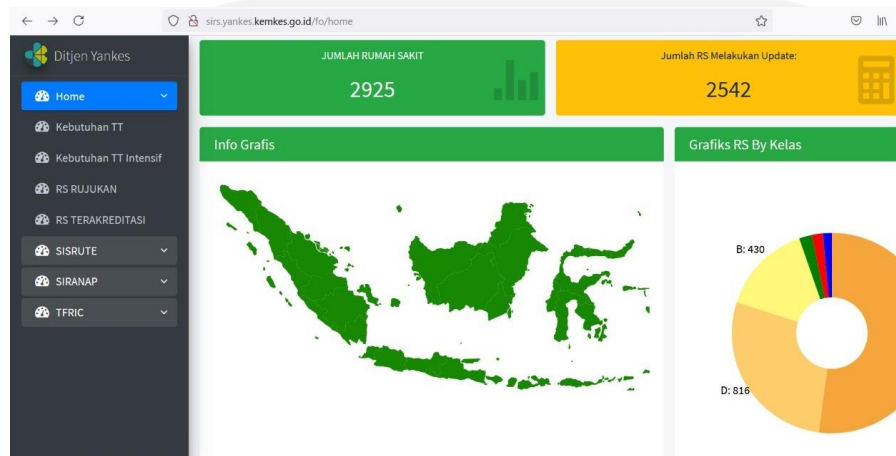 sirs.yankes.kemkes.go.id/fo/home
Ditjen Yankes
Home
Kebutuhan TT
Kebutuhan TT Intensif
RS RUJUKAN
RS TERAKREDITASI
SISRUTE
SIRANAP
TFRIC
JUMLAH RUMAH SAKIT
2925
Jumlah RS Melakukan Update:
2542
Info Grafis
Grafiks RS By Kelas
B: 430
D: 816